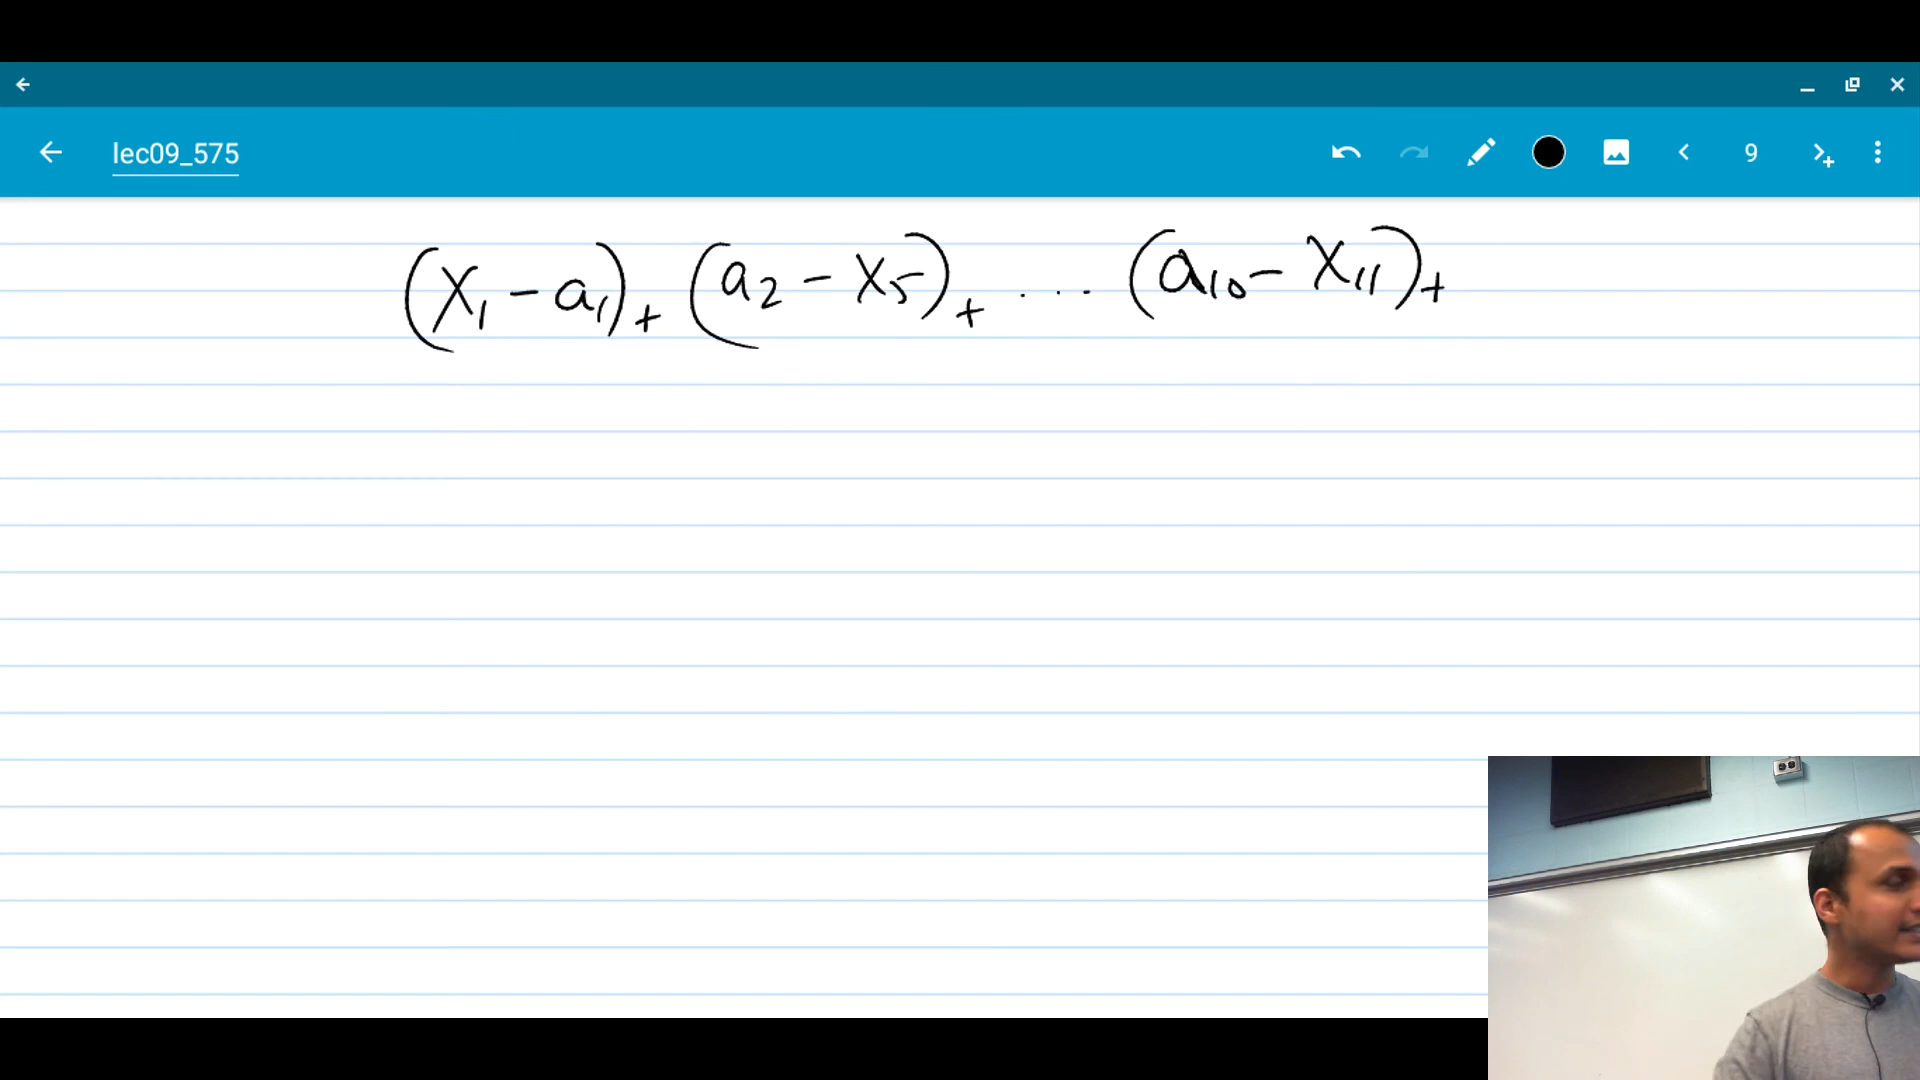 lec09_575
9
(x₁ - a₁)₊ (a₂ - x₅)₊ ... (a₁₀ - x₁₁)₊